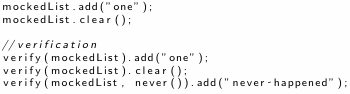 mockedList.add("one");
mockedList.clear();
//verification
verify(mockedList).add("one");
verify(mockedList).clear();
verify(mockedList, never()).add("never-happened");